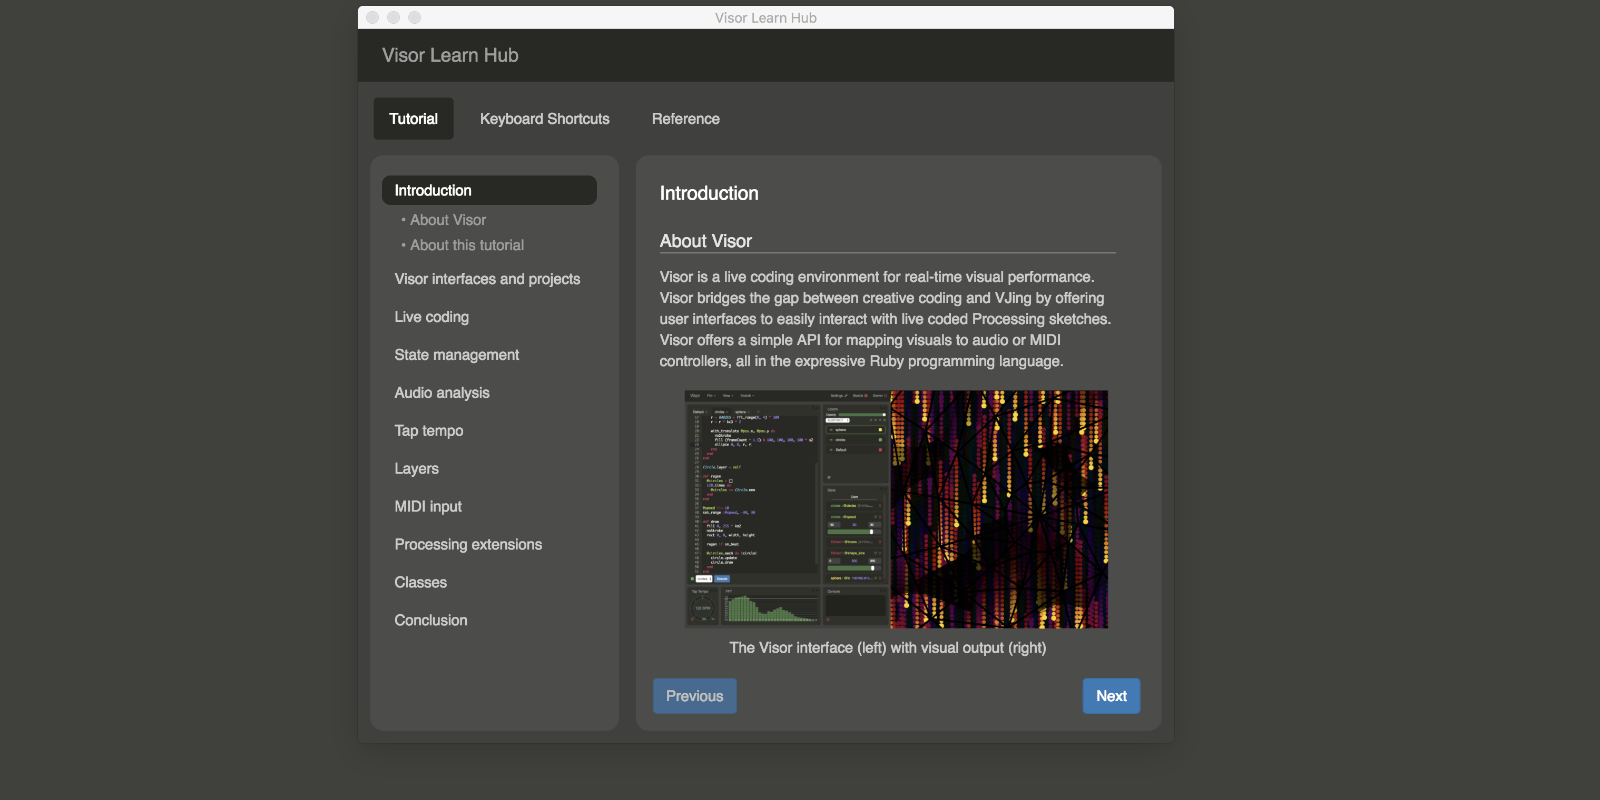 Visor Learn Hub
Visor Learn Hub
Tutorial
Keyboard Shortcuts
Reference
Introduction
• About Visor
• About this tutorial
Visor interfaces and projects
Live coding
State management
Audio analysis
Tap tempo
Layers
MIDI input
Processing extensions
Classes
Conclusion
Introduction
About Visor
Visor is a live coding environment for real-time visual performance.
Visor bridges the gap between creative coding and VJing by offering
user interfaces to easily interact with live coded Processing sketches.
Visor offers a simple API for mapping visuals to audio or MIDI
controllers, all in the expressive Ruby programming language.
The Visor interface (left) with visual output (right)
Previous
Next